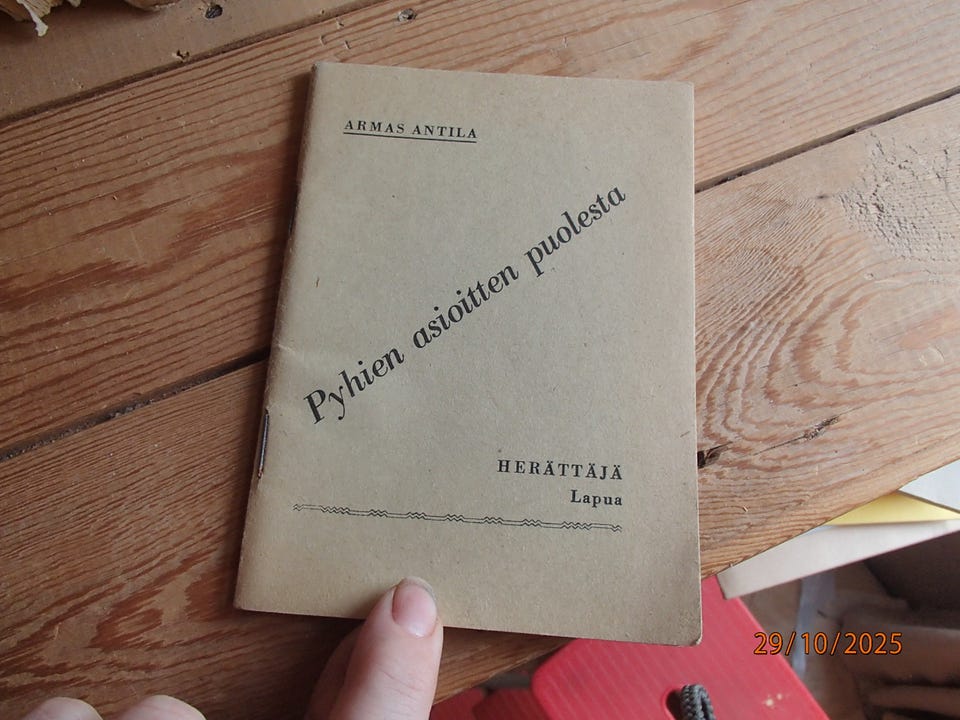 ARMAS ANTILA
Pyhien asioitten puolesta
HERÄTTÄJÄ
Lapua
29/10/2025